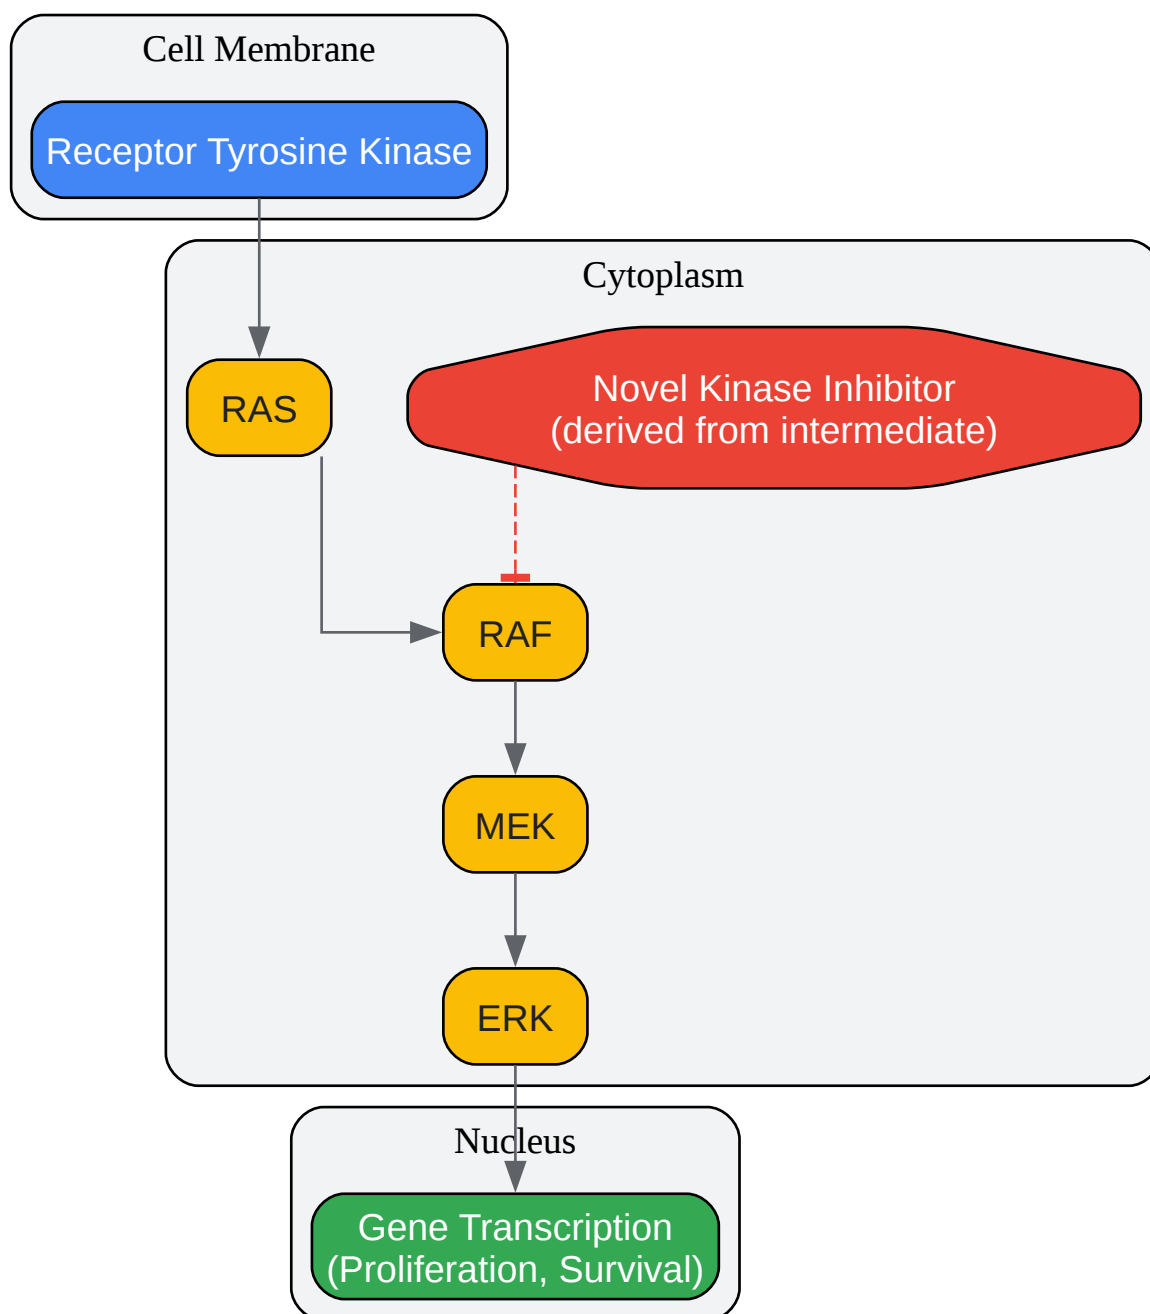 Cell Membrane
Receptor Tyrosine Kinase
Cytoplasm
RAS
Novel Kinase Inhibitor
(derived from intermediate)
RAF
MEK
ERK
Nucleus
Gene Transcription
(Proliferation, Survival)